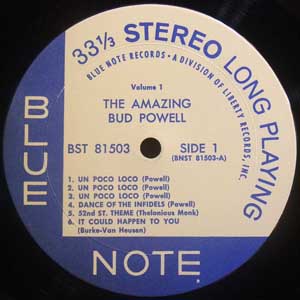 33⅓ STEREO LONG PLAYING
BLUE NOTE RECORDS • A DIVISION OF LIBERTY RECORDS, INC.
Volume 1
THE AMAZING
BUD POWELL
BST 81503 SIDE 1
(BNST 81503-A)
1. UN POCO LOCO (Powell)
2. UN POCO LOCO (Powell)
3. UN POCO LOCO (Powell)
4. DANCE OF THE INFIDELS (Powell)
5. 52nd ST. THEME (Thelonious Monk)
6. IT COULD HAPPEN TO YOU
(Burke-Van Heusen)
BLUE
NOTE